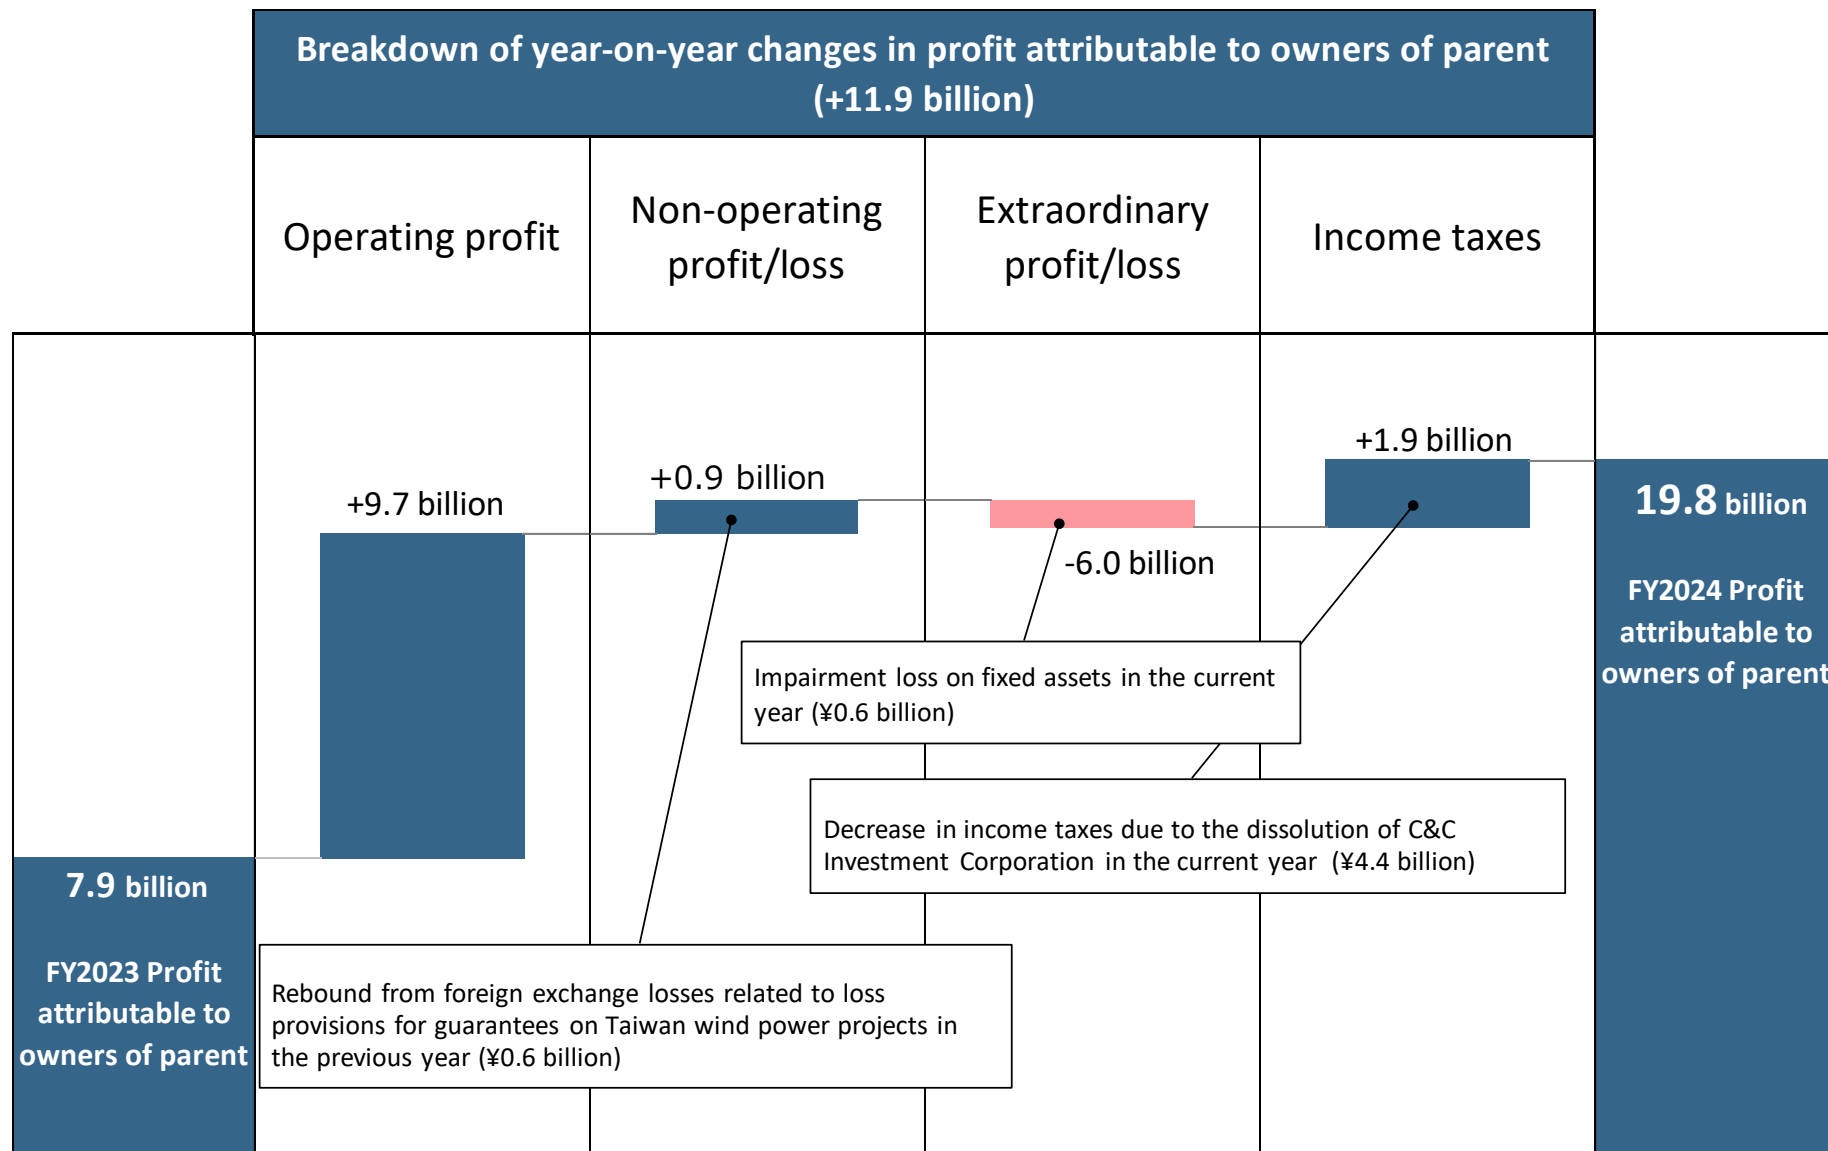 Breakdown of year-on-year changes in profit attributable to owners of parent
(+11.9 billion)
Operating profit
Non-operating
profit/loss
Extraordinary
profit/loss
Income taxes
+9.7 billion
+0.9 billion
-6.0 billion
+1.9 billion
19.8 billion
FY2024 Profit
attributable to
owners of parent
Impairment loss on fixed assets in the current
year (¥0.6 billion)
Decrease in income taxes due to the dissolution of C&C
Investment Corporation in the current year (¥4.4 billion)
7.9 billion
FY2023 Profit
attributable to
owners of parent
Rebound from foreign exchange losses related to loss
provisions for guarantees on Taiwan wind power projects in
the previous year (¥0.6 billion)